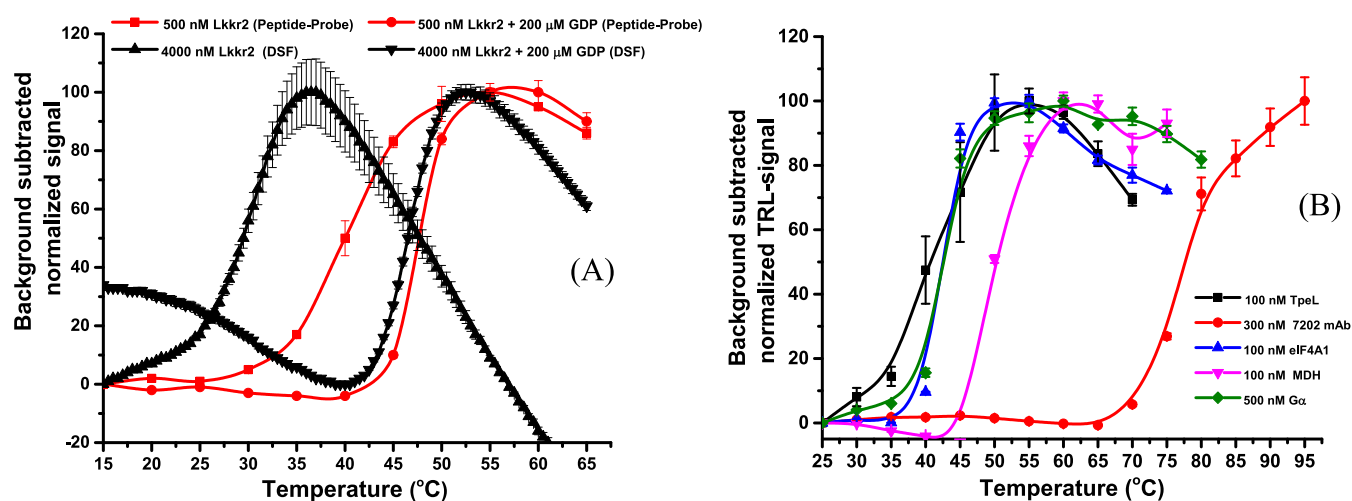 500 nM Lkkr2 (Peptide-Probe)
500 nM Lkkr2 + 200 μM GDP (Peptide-Probe)
4000 nM Lkkr2 (DSF)
4000 nM Lkkr2 + 200 μM GDP (DSF)
Background subtracted
normalized signal
120
100
80
60
40
20
0
-20
(A)
15 20 25 30 35 40 45 50 55 60 65
Temperature (°C)
Background subtracted
normalized TRL-signal
120
100
80
60
40
20
0
(B)
100 nM TpeL
300 nM 7202 mAb
100 nM eIF4A1
100 nM MDH
500 nM Gα
25 30 35 40 45 50 55 60 65 70 75 80 85 90 95
Temperature (°C)